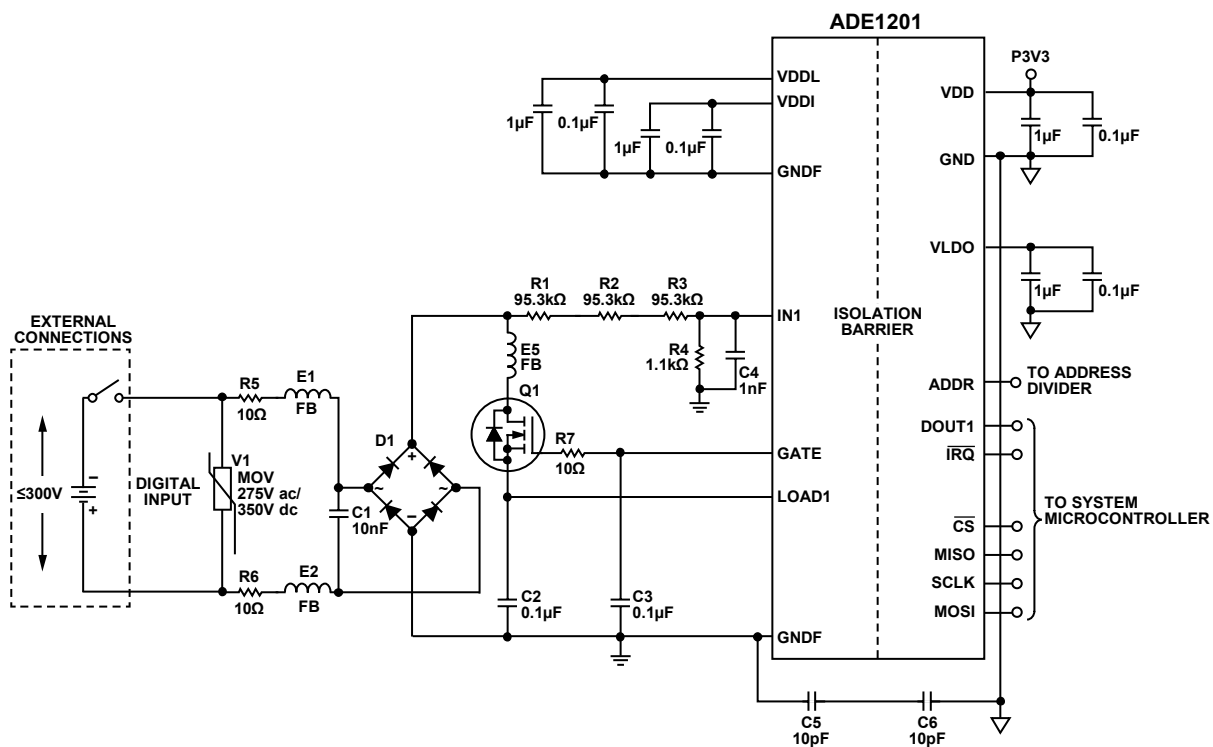 ADE1201
VDDL
VDDI
1µF
0.1µF
1µF
0.1µF
GNDF
P3V3
VDD
1µF
0.1µF
GND
VLDO
1µF
0.1µF
R1
95.3kΩ
R2
95.3kΩ
R3
95.3kΩ
IN1
ISOLATION
BARRIER
E5
FB
R4
1.1kΩ
C4
1nF
EXTERNAL
CONNECTIONS
R5
10Ω
E1
FB
Q1
ADDR
TO ADDRESS
DIVIDER
DOUT1
IRQ
D1
+
R7
10Ω
GATE
≤300V
−
+
DIGITAL
INPUT
V1
MOV
275V ac/
350V dc
~
~
C1
10nF
−
LOAD1
TO SYSTEM
MICROCONTROLLER
CS
MISO
SCLK
MOSI
R6
10Ω
E2
FB
C2
0.1µF
C3
0.1µF
GNDF
C5
10pF
C6
10pF